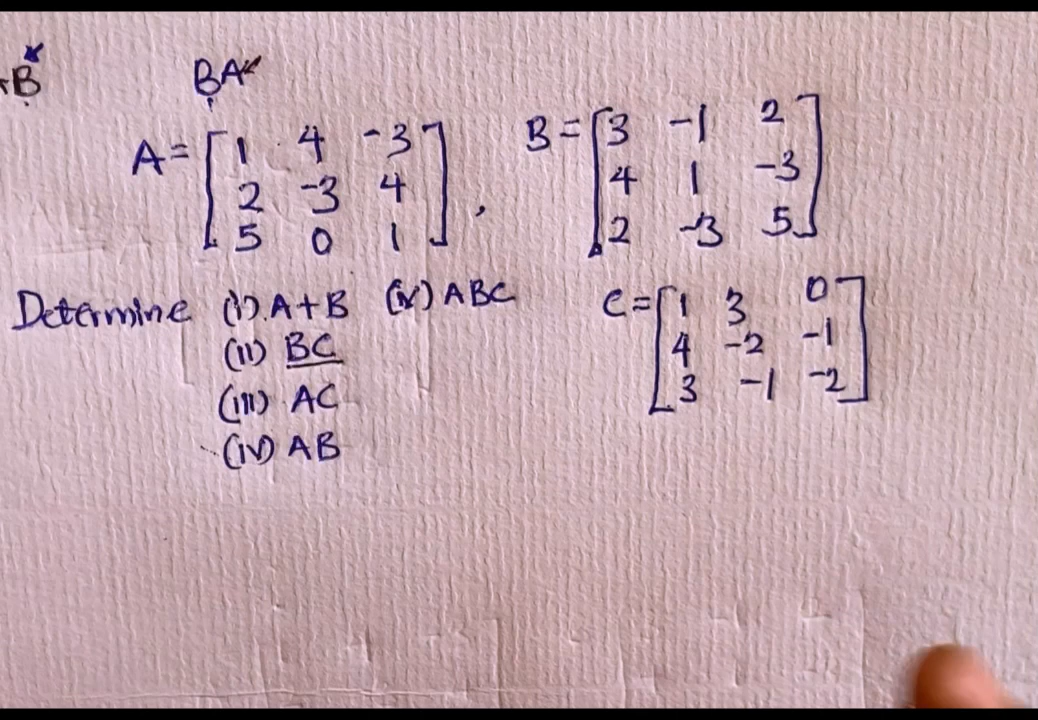 +B
BA
A = [1 4 -3
2 -3 4
5 0 1],
B = [3 -1 2
4 1 -3
2 -3 5]
Determine (i). A+B (v) ABC
(ii) BC
(iii) AC
(iv) AB
C = [1 3 0
4 -2 -1
3 -1 -2]